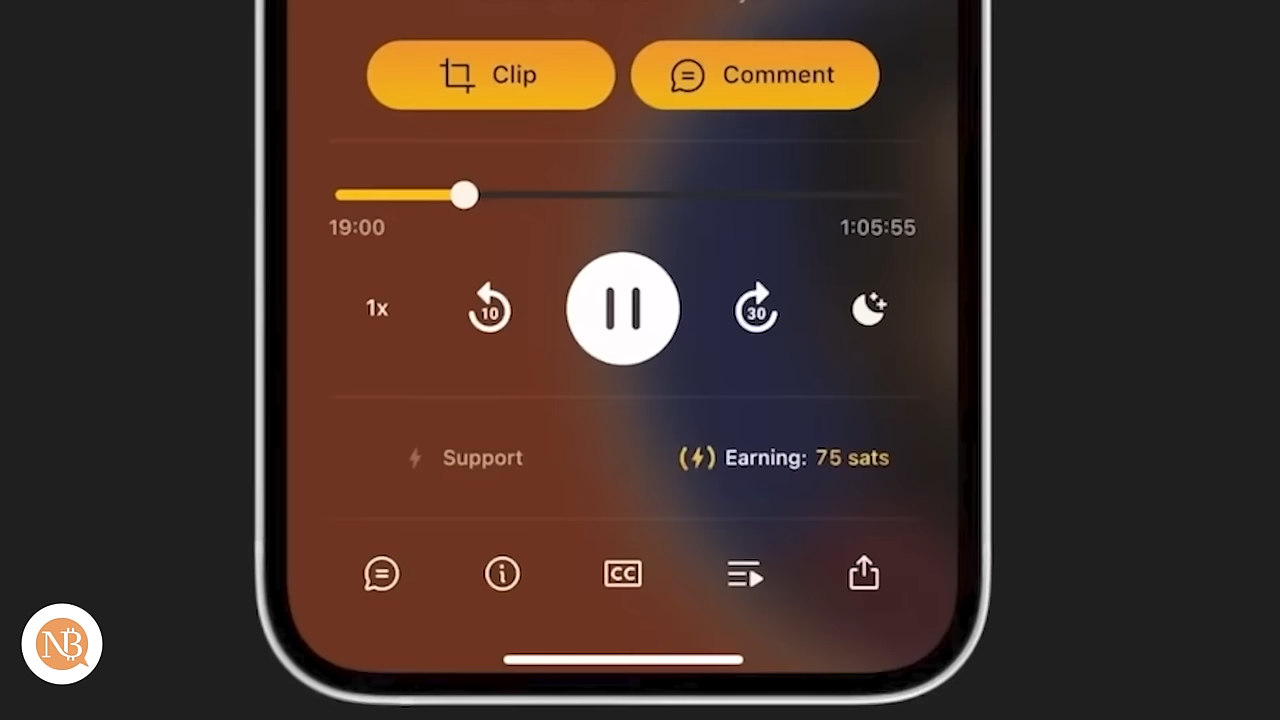 Clip
Comment
19:00
1:05:55
1x
10
30
Support
Earning: 75 sats
CC
NB